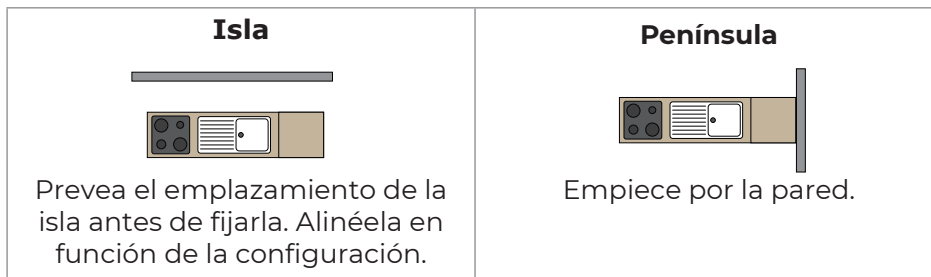 Isla
Prevea el emplazamiento de la
isla antes de fijarla. Alinéela en
función de la configuración.
Península
Empiece por la pared.